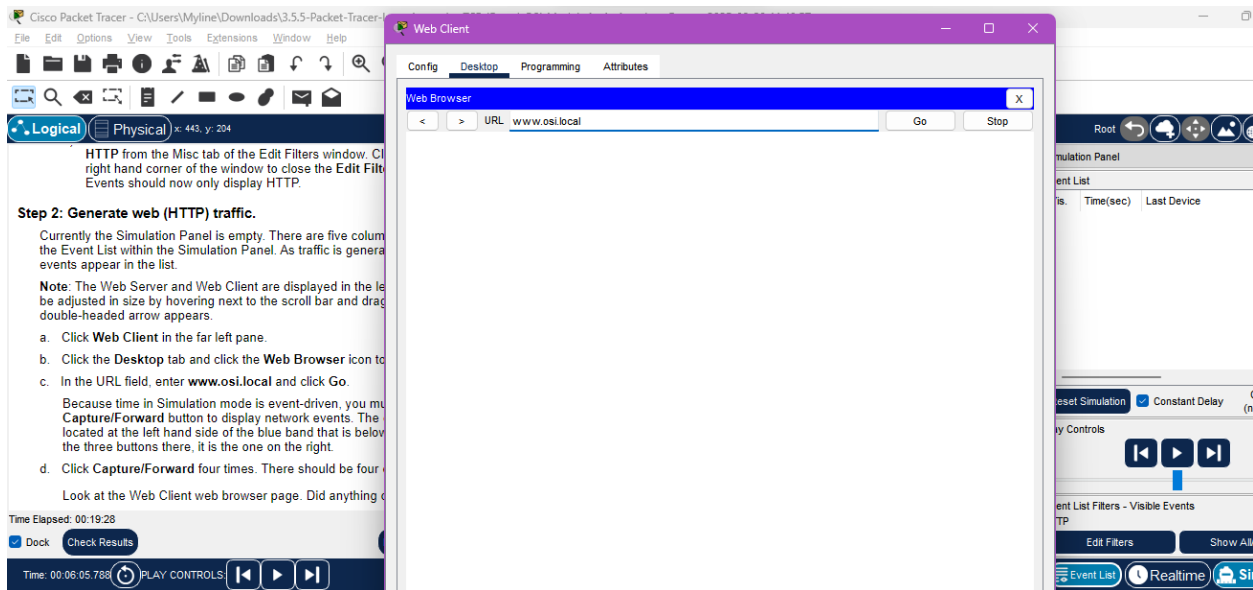 Cisco Packet Tracer - C:\Users\Myline\Downloads\3.5.5-Packet-Tracer-
File Edit Options View Tools Extensions Window Help
Logical Physical x: 443, y: 204
HTTP from the Misc tab of the Edit Filters window. Cl
right hand corner of the window to close the Edit Filt
Events should now only display HTTP.
Step 2: Generate web (HTTP) traffic.
Currently the Simulation Panel is empty. There are five colum
the Event List within the Simulation Panel. As traffic is genera
events appear in the list.
Note: The Web Server and Web Client are displayed in the le
be adjusted in size by hovering next to the scroll bar and drag
double-headed arrow appears.
a. Click Web Client in the far left pane.
b. Click the Desktop tab and click the Web Browser icon to
c. In the URL field, enter www.osi.local and click Go.
Because time in Simulation mode is event-driven, you mu
Capture/Forward button to display network events. The
located at the left hand side of the blue band that is below
the three buttons there, it is the one on the right.
d. Click Capture/Forward four times. There should be four
Look at the Web Client web browser page. Did anything c
Time Elapsed: 00:19:28
Dock Check Results
Time: 00:06:05.788 PLAY CONTROLS:
Web Client
Config Desktop Programming Attributes
Web Browser X
< > URL www.osi.local Go Stop
Root
mulation Panel
ent List
is. Time(sec) Last Device
eset Simulation Constant Delay
ay Controls
ent List Filters - Visible Events
TP
Edit Filters Show All
Event List Realtime Si